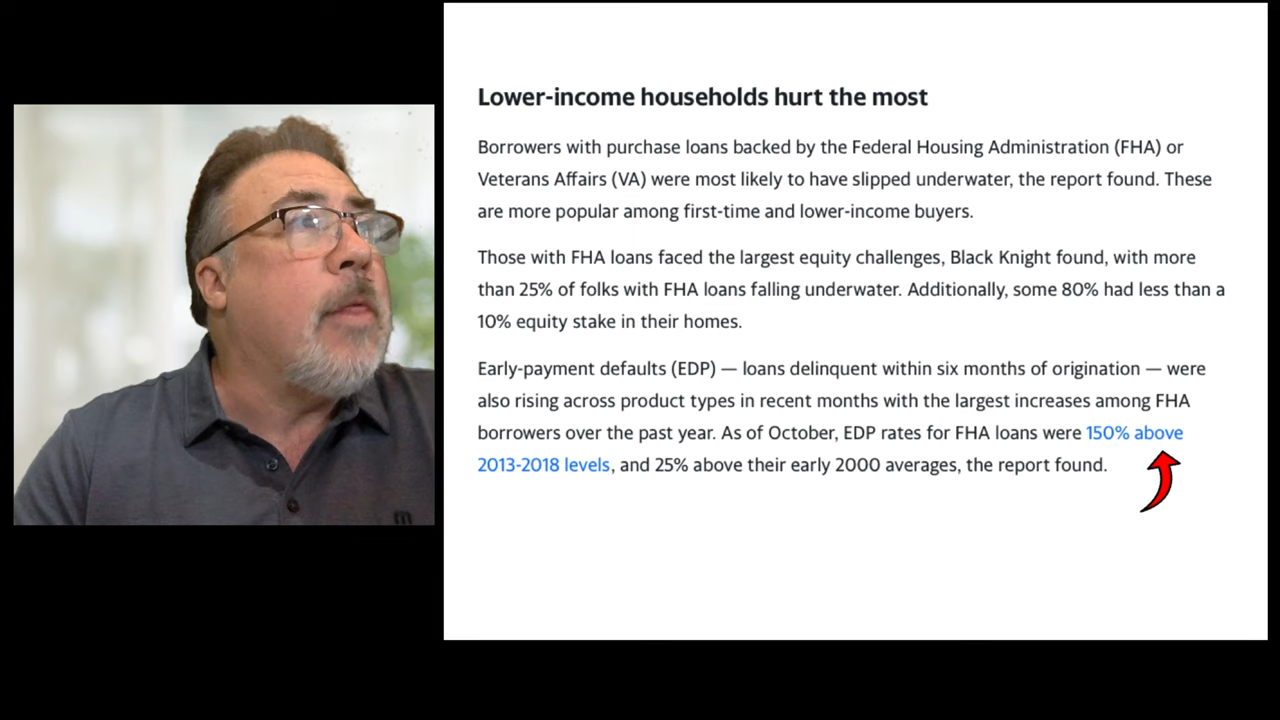 Lower-income households hurt the most
Borrowers with purchase loans backed by the Federal Housing Administration (FHA) or
Veterans Affairs (VA) were most likely to have slipped underwater, the report found. These
are more popular among first-time and lower-income buyers.
Those with FHA loans faced the largest equity challenges, Black Knight found, with more
than 25% of folks with FHA loans falling underwater. Additionally, some 80% had less than a
10% equity stake in their homes.
Early-payment defaults (EDP) — loans delinquent within six months of origination — were
also rising across product types in recent months with the largest increases among FHA
borrowers over the past year. As of October, EDP rates for FHA loans were 150% above
2013-2018 levels, and 25% above their early 2000 averages, the report found.